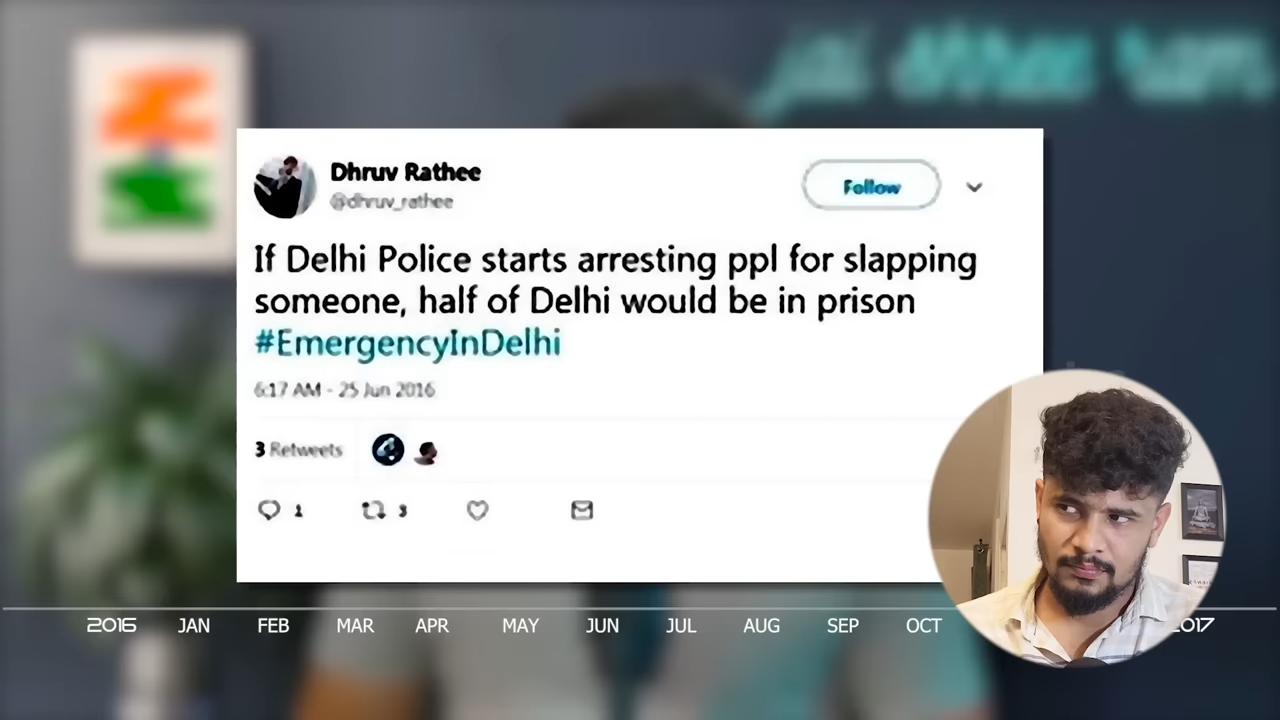 Dhruv Rathee
@dhruv_rathee
Follow
If Delhi Police starts arresting ppl for slapping
someone, half of Delhi would be in prison
#EmergencyInDelhi
6:17 AM - 25 Jun 2016
3 Retweets
1 3
2016 JAN FEB MAR APR MAY JUN JUL AUG SEP OCT 2017